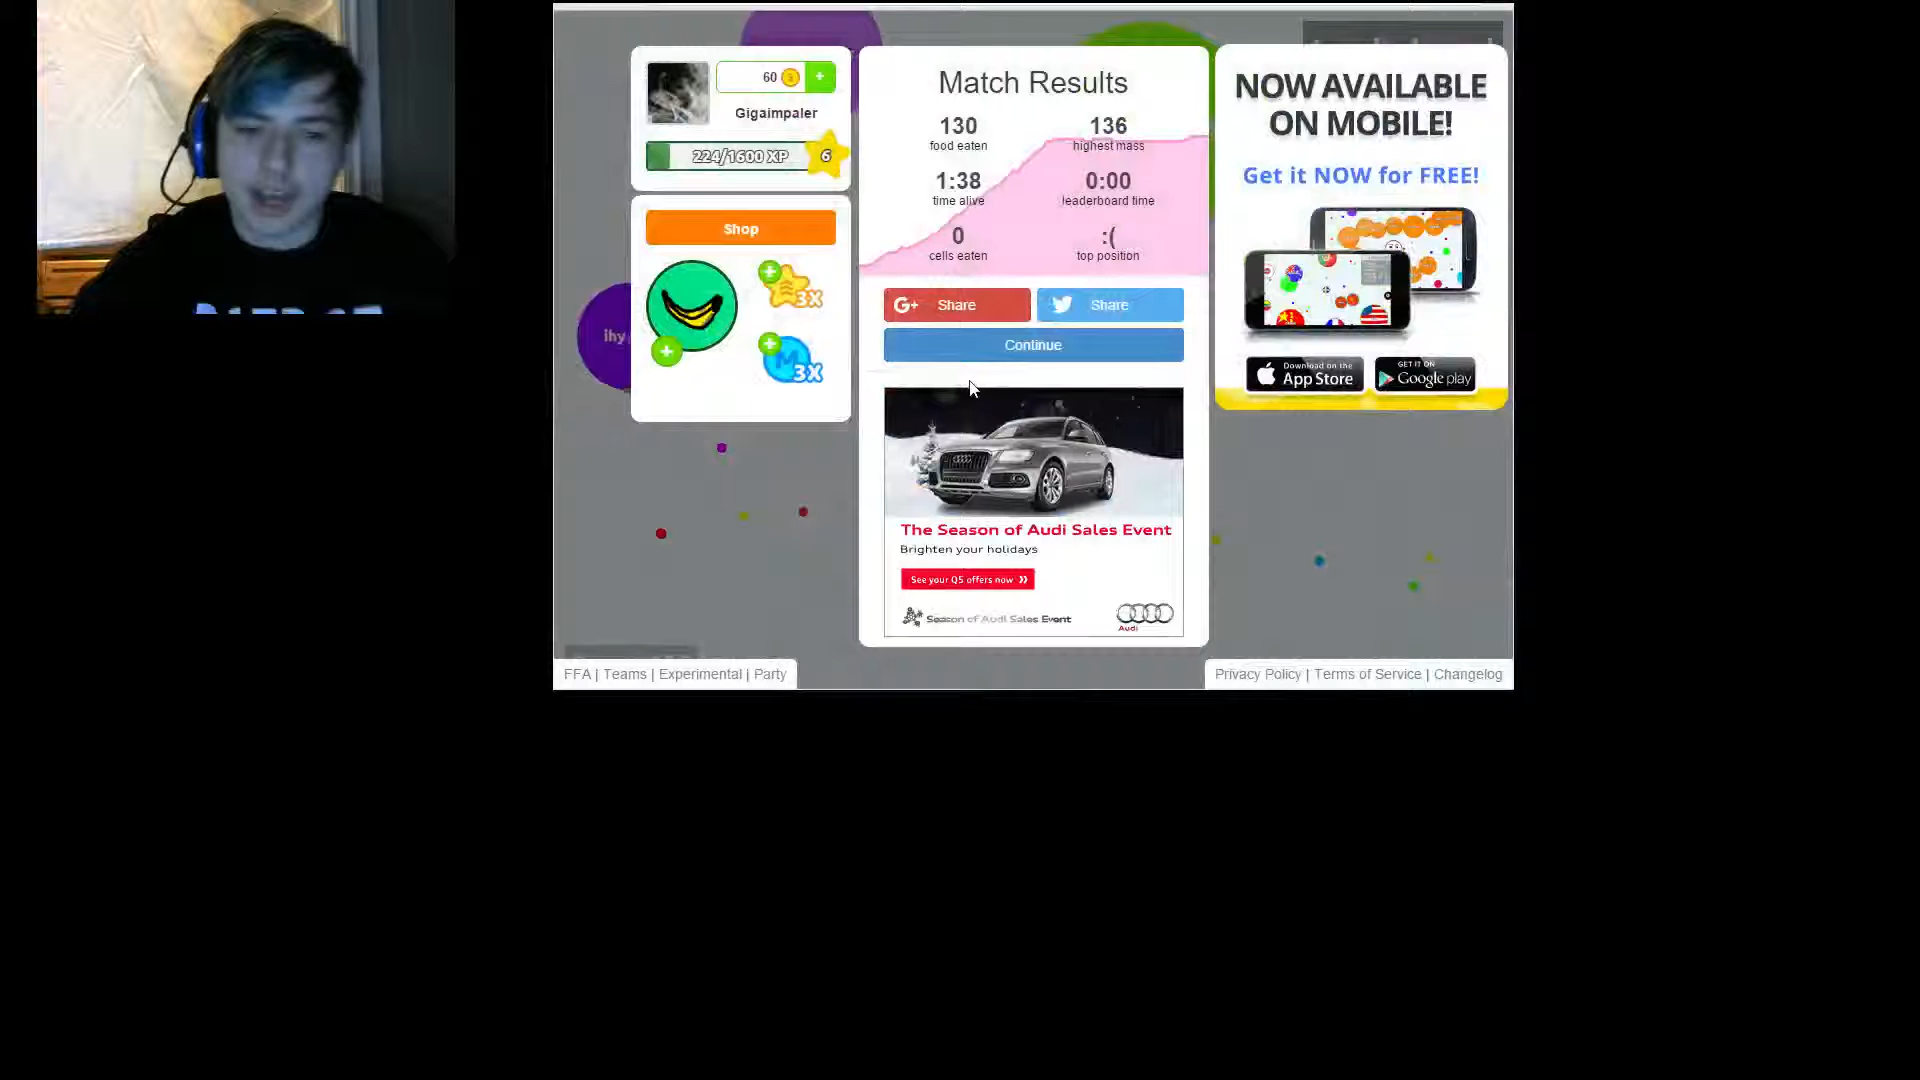 60
Gigaimpaler
224/1600 XP
6
Shop
3X
M
3X
ihy
Match Results
130
food eaten
136
highest mass
1:38
time alive
0:00
leaderboard time
0
cells eaten
:(
top position
G+ Share
Share
Continue
The Season of Audi Sales Event
Brighten your holidays
See your Q5 offers now »
Season of Audi Sales Event
Audi
NOW AVAILABLE
ON MOBILE!
Get it NOW for FREE!
Download on the
App Store
GET IT ON
Google play
FFA | Teams | Experimental | Party
Privacy Policy | Terms of Service | Changelog